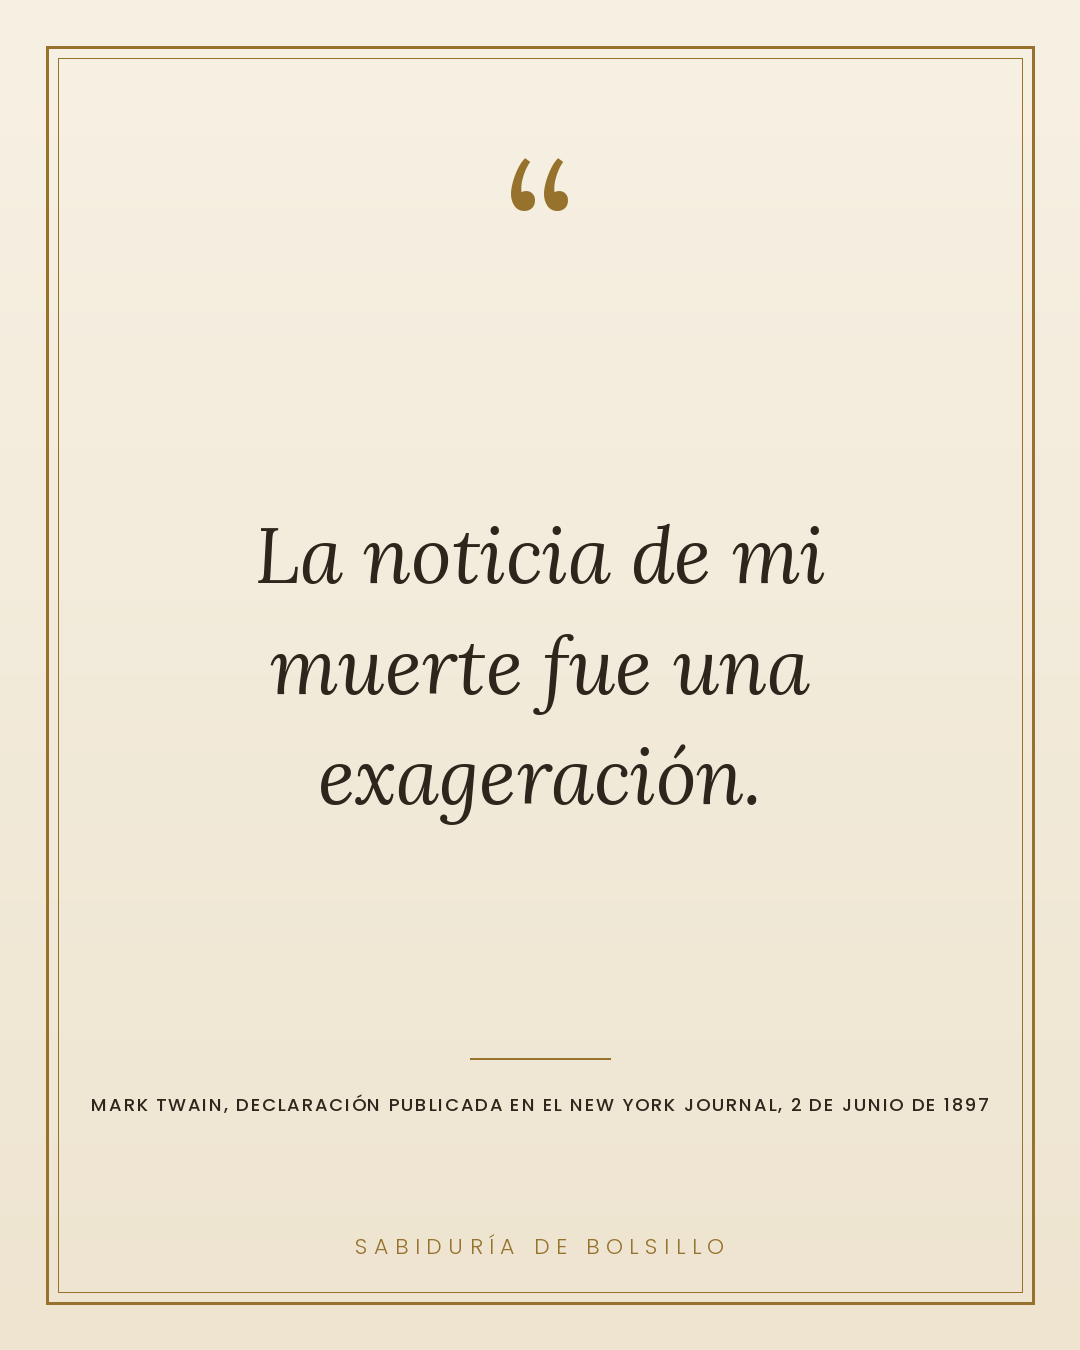 “
La noticia de mi
muerte fue una
exageración.
MARK TWAIN, DECLARACIÓN PUBLICADA EN EL NEW YORK JOURNAL, 2 DE JUNIO DE 1897
SABIDURÍA DE BOLSILLO